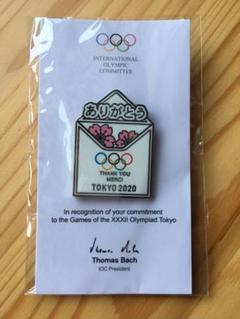 INTERNATIONAL
OLYMPIC
COMMITTEE
ありがとう
THANK YOU
MERCI
TOKYO 2020
In recognition of your commitment
to the Games of the XXXII Olympiad Tokyo
Thomas Bach
IOC President